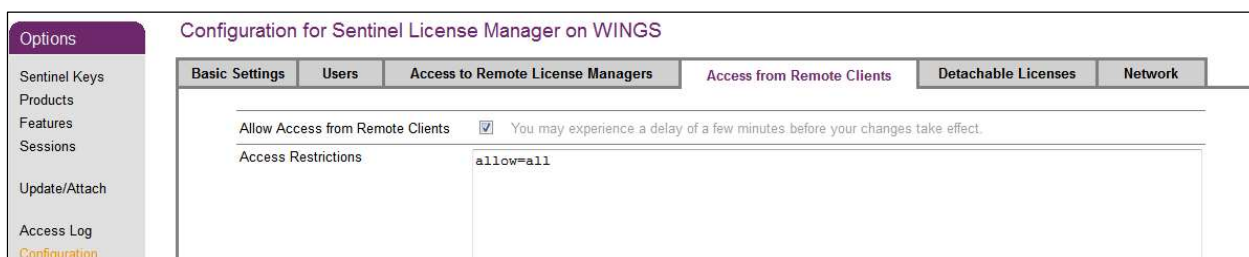 Options
Configuration for Sentinel License Manager on WINGS
Sentinel Keys
Products
Features
Sessions
Update/Attach
Access Log
Configuration
Basic Settings Users Access to Remote License Managers Access from Remote Clients Detachable Licenses Network
Allow Access from Remote Clients You may experience a delay of a few minutes before your changes take effect.
Access Restrictions allow=all